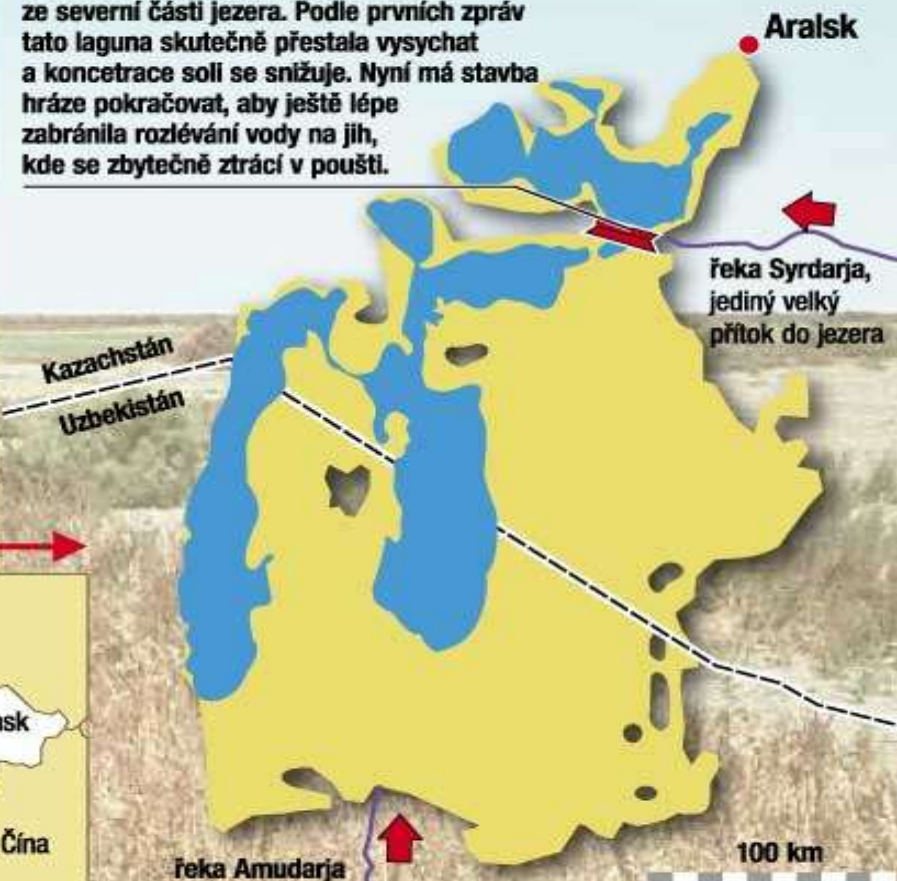 ze severní části jezera. Podle prvních zpráv
tato laguna skutečně přestala vysychat
a koncetrace soli se snižuje. Nyní má stavba
hráze pokračovat, aby ještě lépe
zabránila rozlévání vody na jih,
kde se zbytečně ztrácí v poušti.
Aralsk
řeka Syrdarja,
jediný velký
přítok do jezera
Kazachstán
Uzbekistán
Čína
řeka Amudarja
100 km